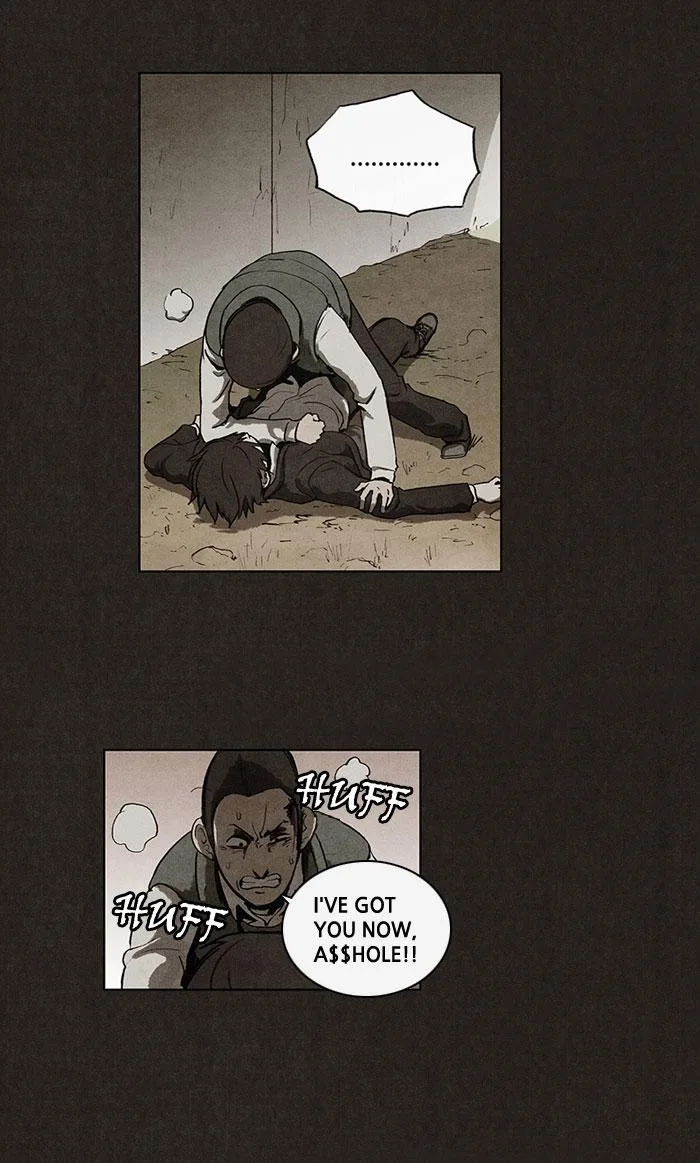 ..............
HUFF
HUFF
I'VE GOT
YOU NOW,
A$$HOLE!!